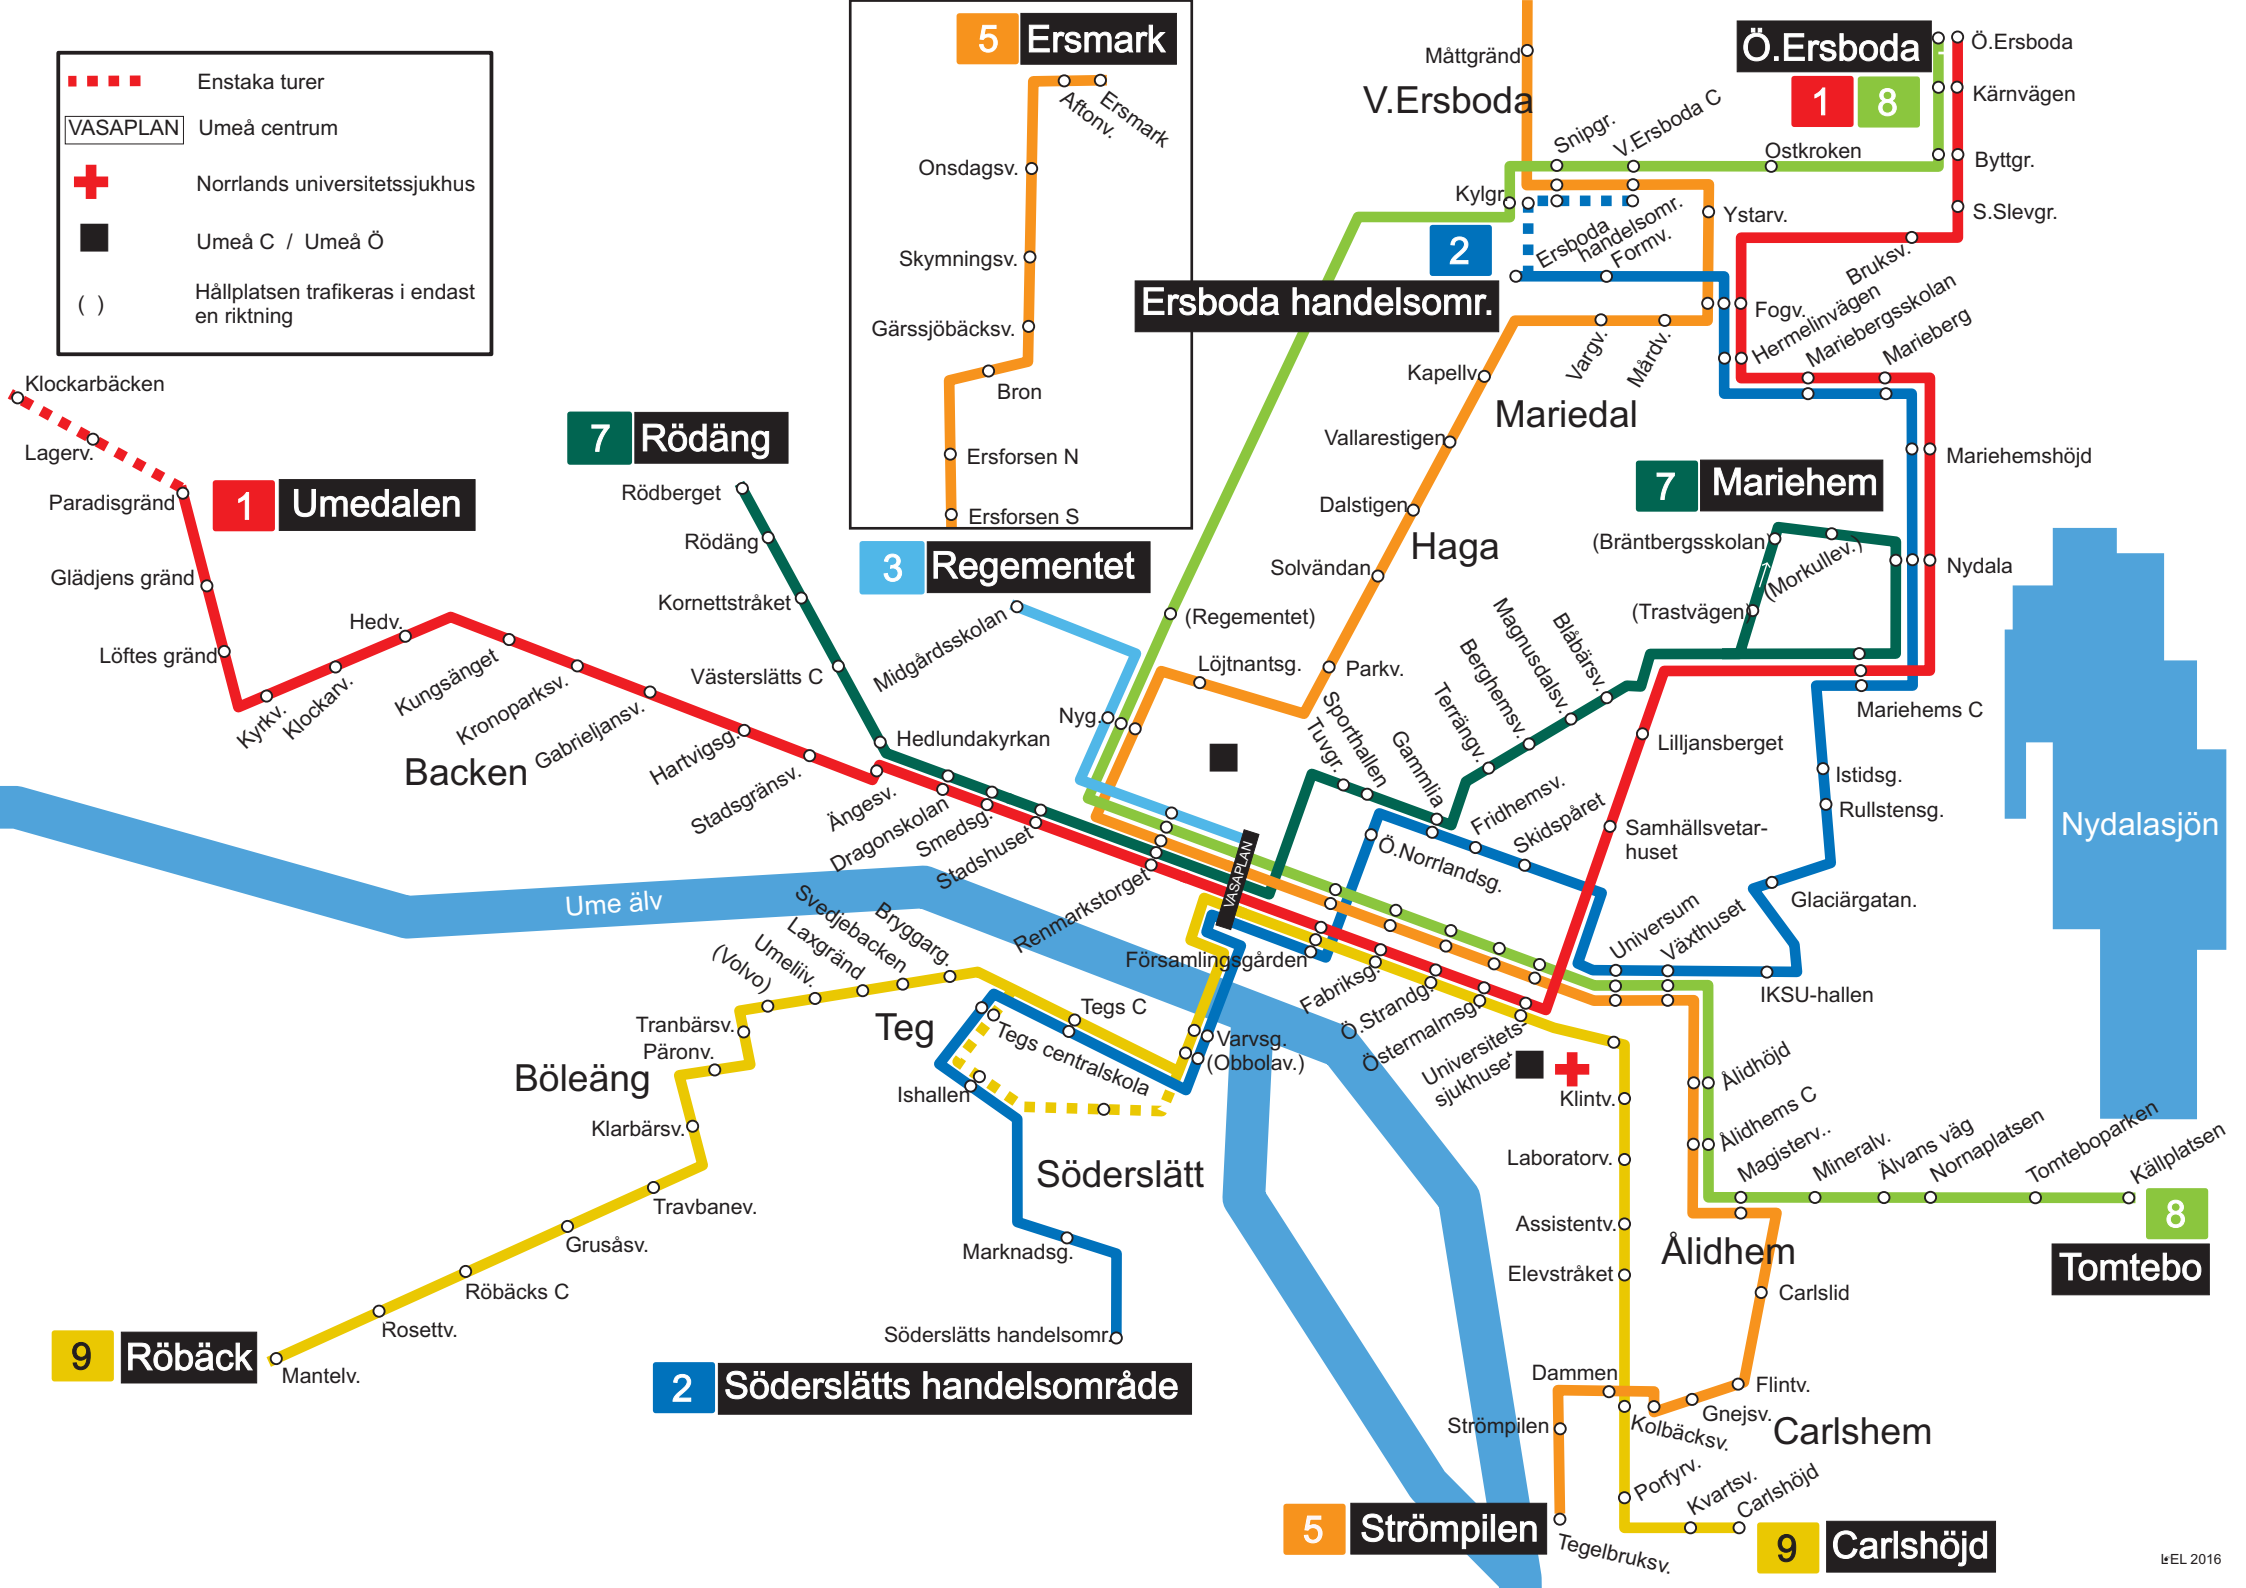 Enstaka turer
VASAPLAN Umeå centrum
Norrlands universitetssjukhus
Umeå C / Umeå Ö
( ) Hållplatsen trafikeras i endast
en riktning
5 Ersmark
Aftonv.
Ersmark
Onsdagsv.
Skymningsv.
Gärssjöbäcksv.
Bron
Ersforsen N
Ersforsen S
Måttgränd
V.Ersboda
Snipgr.
V.Ersboda C
Ostkroken
Kylgr.
Ö.Ersboda
1 8
Ö.Ersboda
Kärnvägen
Byttgr.
S.Slevgr.
Ystarv.
Bruksv.
2
Ersboda handelsomr.
Ersboda
handelsomr.
Formv.
Fogv.
Hermelinvägen
Mariebergsskolan
Marieberg
Vargv.
Mårdv.
Kapellv.
Mariedal
Vallarestigen
Dalstigen
Haga
Solvändan
Parkv.
Löjtnantsg.
(Regementet)
Mariehemshöjd
7 Mariehem
(Bräntbergsskolan)
(Morkullev.)
(Trastvägen)
Nydala
Mariehems C
Klockarbäcken
Lagerv.
Paradisgränd
1 Umedalen
Glädjens gränd
Löftes gränd
Kyrkv.
Klockarv.
Hedv.
Kungsänget
Kronoparksv.
Gabrieljansv.
Hartvigsg.
Stadsgränsv.
Backen
7 Rödäng
Rödberget
Rödäng
Kornettstråket
Västerslätts C
Hedlundakyrkan
3 Regementet
Midgårdsskolan
Nyg.
Ängesv.
Dragonskolan
Smedsg.
Stadshuset
Renmarkstorget
VASAPLAN
Tuvgr.
Sporthallen
Gammlia
Terrängv.
Berghemsv.
Magnusdalsv.
Blåbärsv.
Ö.Norrlandsg.
Fridhemsv.
Skidspåret
Lilljansberget
Samhällsvetar-
huset
Istidsg.
Rullstensg.
Glaciärgatan.
Nydalasjön
Universum
Växthuset
IKSU-hallen
Ume älv
Församlingsgården
Fabriksg.
Ö.Strandg.
Östermalmsg.
Universitets-
sjukhuset
Bryggarg.
Svedjebacken
Laxgränd
Umeliiv.
(Volvo)
Tranbärsv.
Päronv.
Böleäng
Klarbärsv.
Travbanev.
Grusåsv.
Röbäcks C
Rosettv.
Mantelv.
9 Röbäck
Teg
Tegs C
Tegs centralskola
Ishallen
Varvsg.
(Obbolav.)
Söderslätt
Marknadsg.
Söderslätts handelsomr.
2 Söderslätts handelsområde
Klintv.
Laboratorv.
Assistentv.
Elevstråket
Ålidhöjd
Ålidhems C
Magisterv..
Mineralv.
Älvans väg
Nornaplatsen
Tomteboparken
Källplatsen
8
Tomtebo
Ålidhem
Carlslid
Flintv.
Gnejsv.
Carlshem
Dammen
Kolbäcksv.
Strömpilen
Porfyrv.
Kvartsv.
Carlshöjd
5 Strömpilen
Tegelbruksv.
9 Carlshöjd